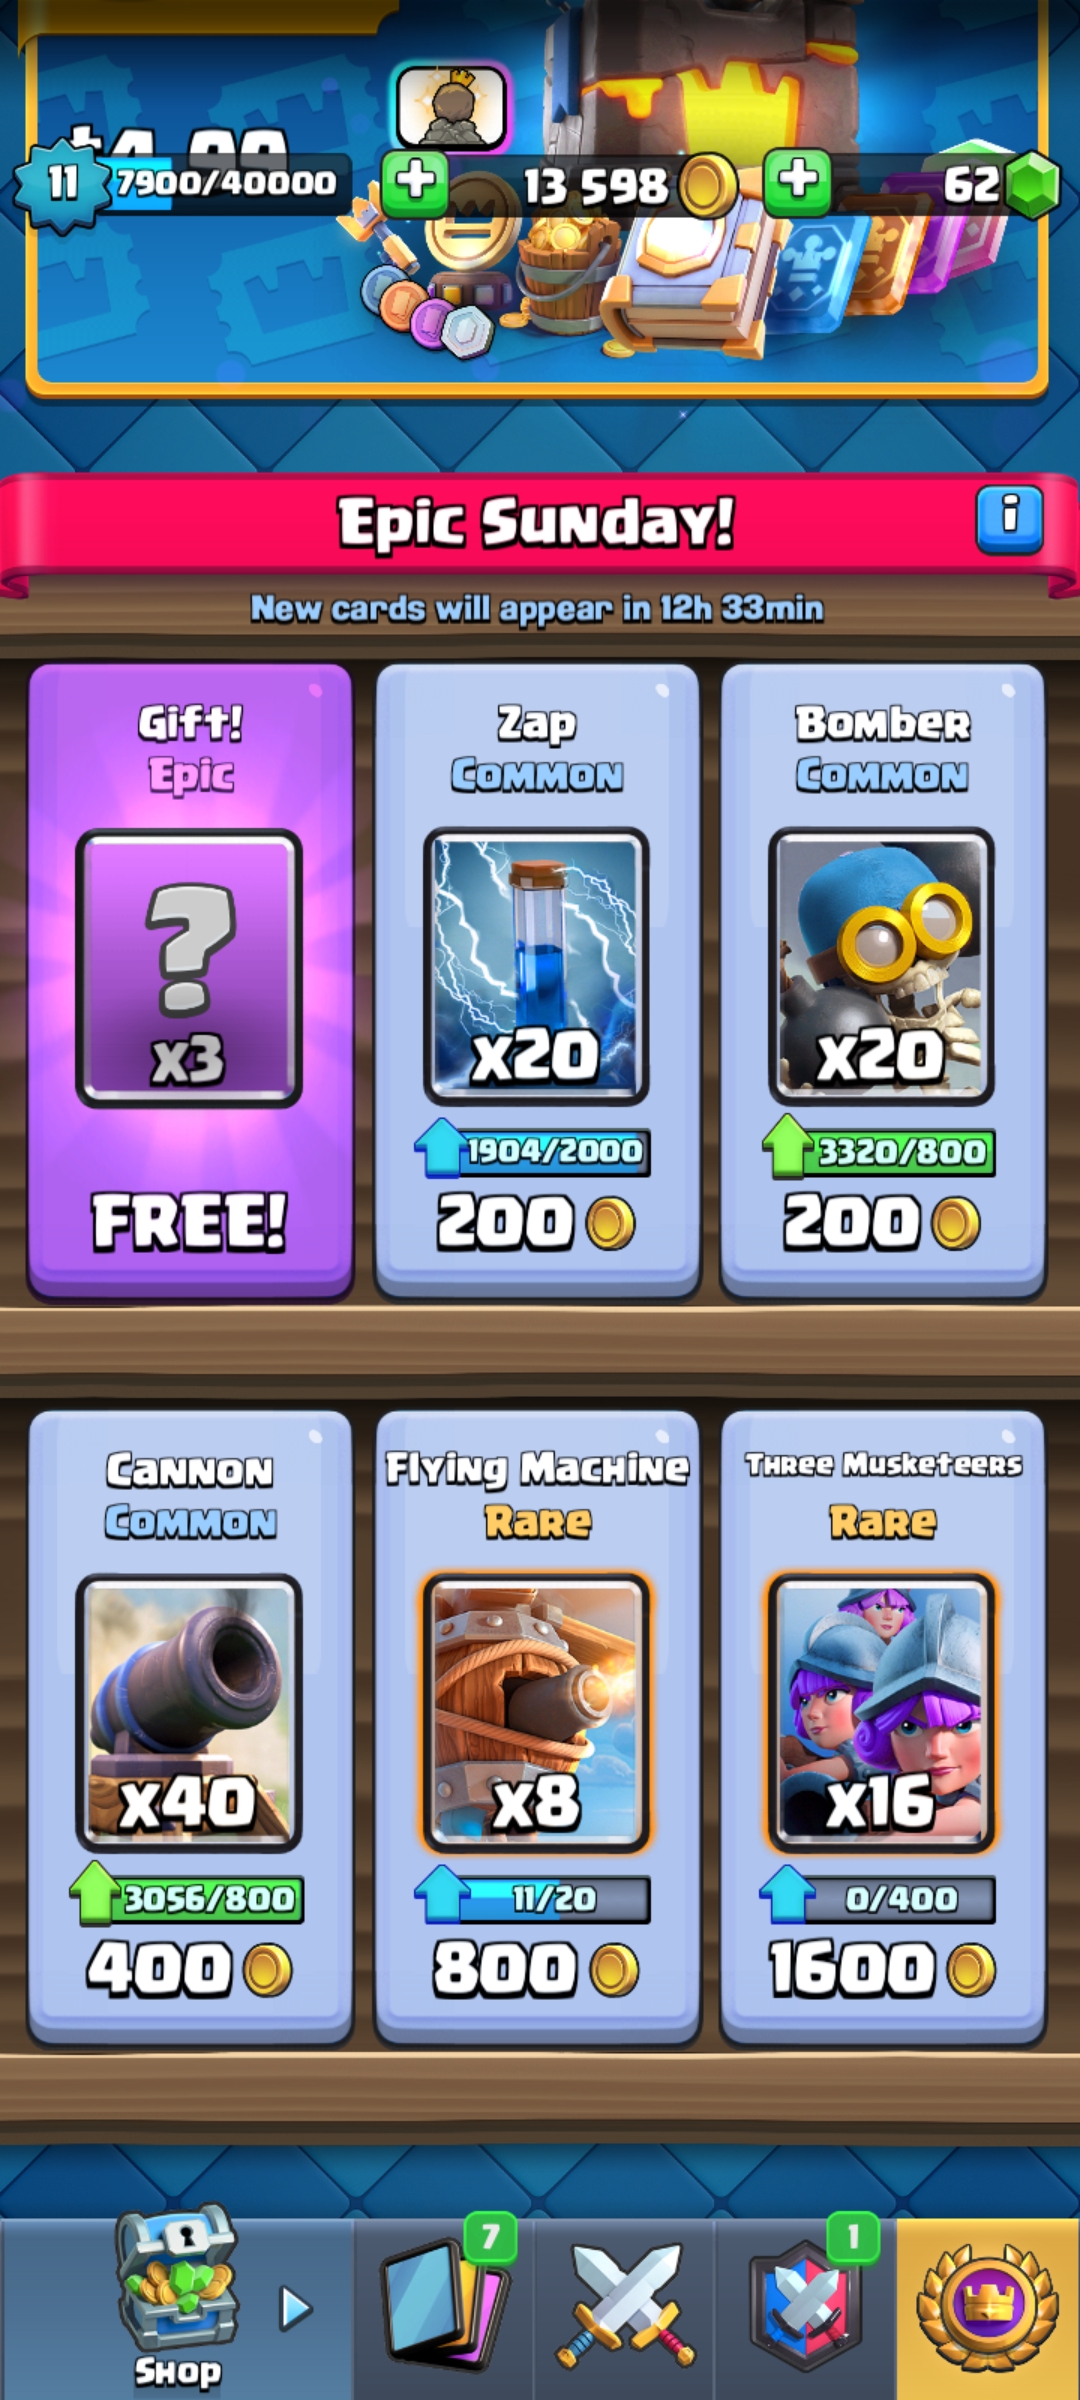 $4.99
11
7900/40000
13 598
62
Epic Sunday!
i
New cards will appear in 12h 33min
Gift!
Epic
?
x3
FREE!
Zap
Common
x20
1904/2000
200
Bomber
Common
x20
3320/800
200
Cannon
Common
x40
3056/800
400
Flying Machine
Rare
x8
11/20
800
Three Musketeers
Rare
x16
0/400
1600
Shop
7
1